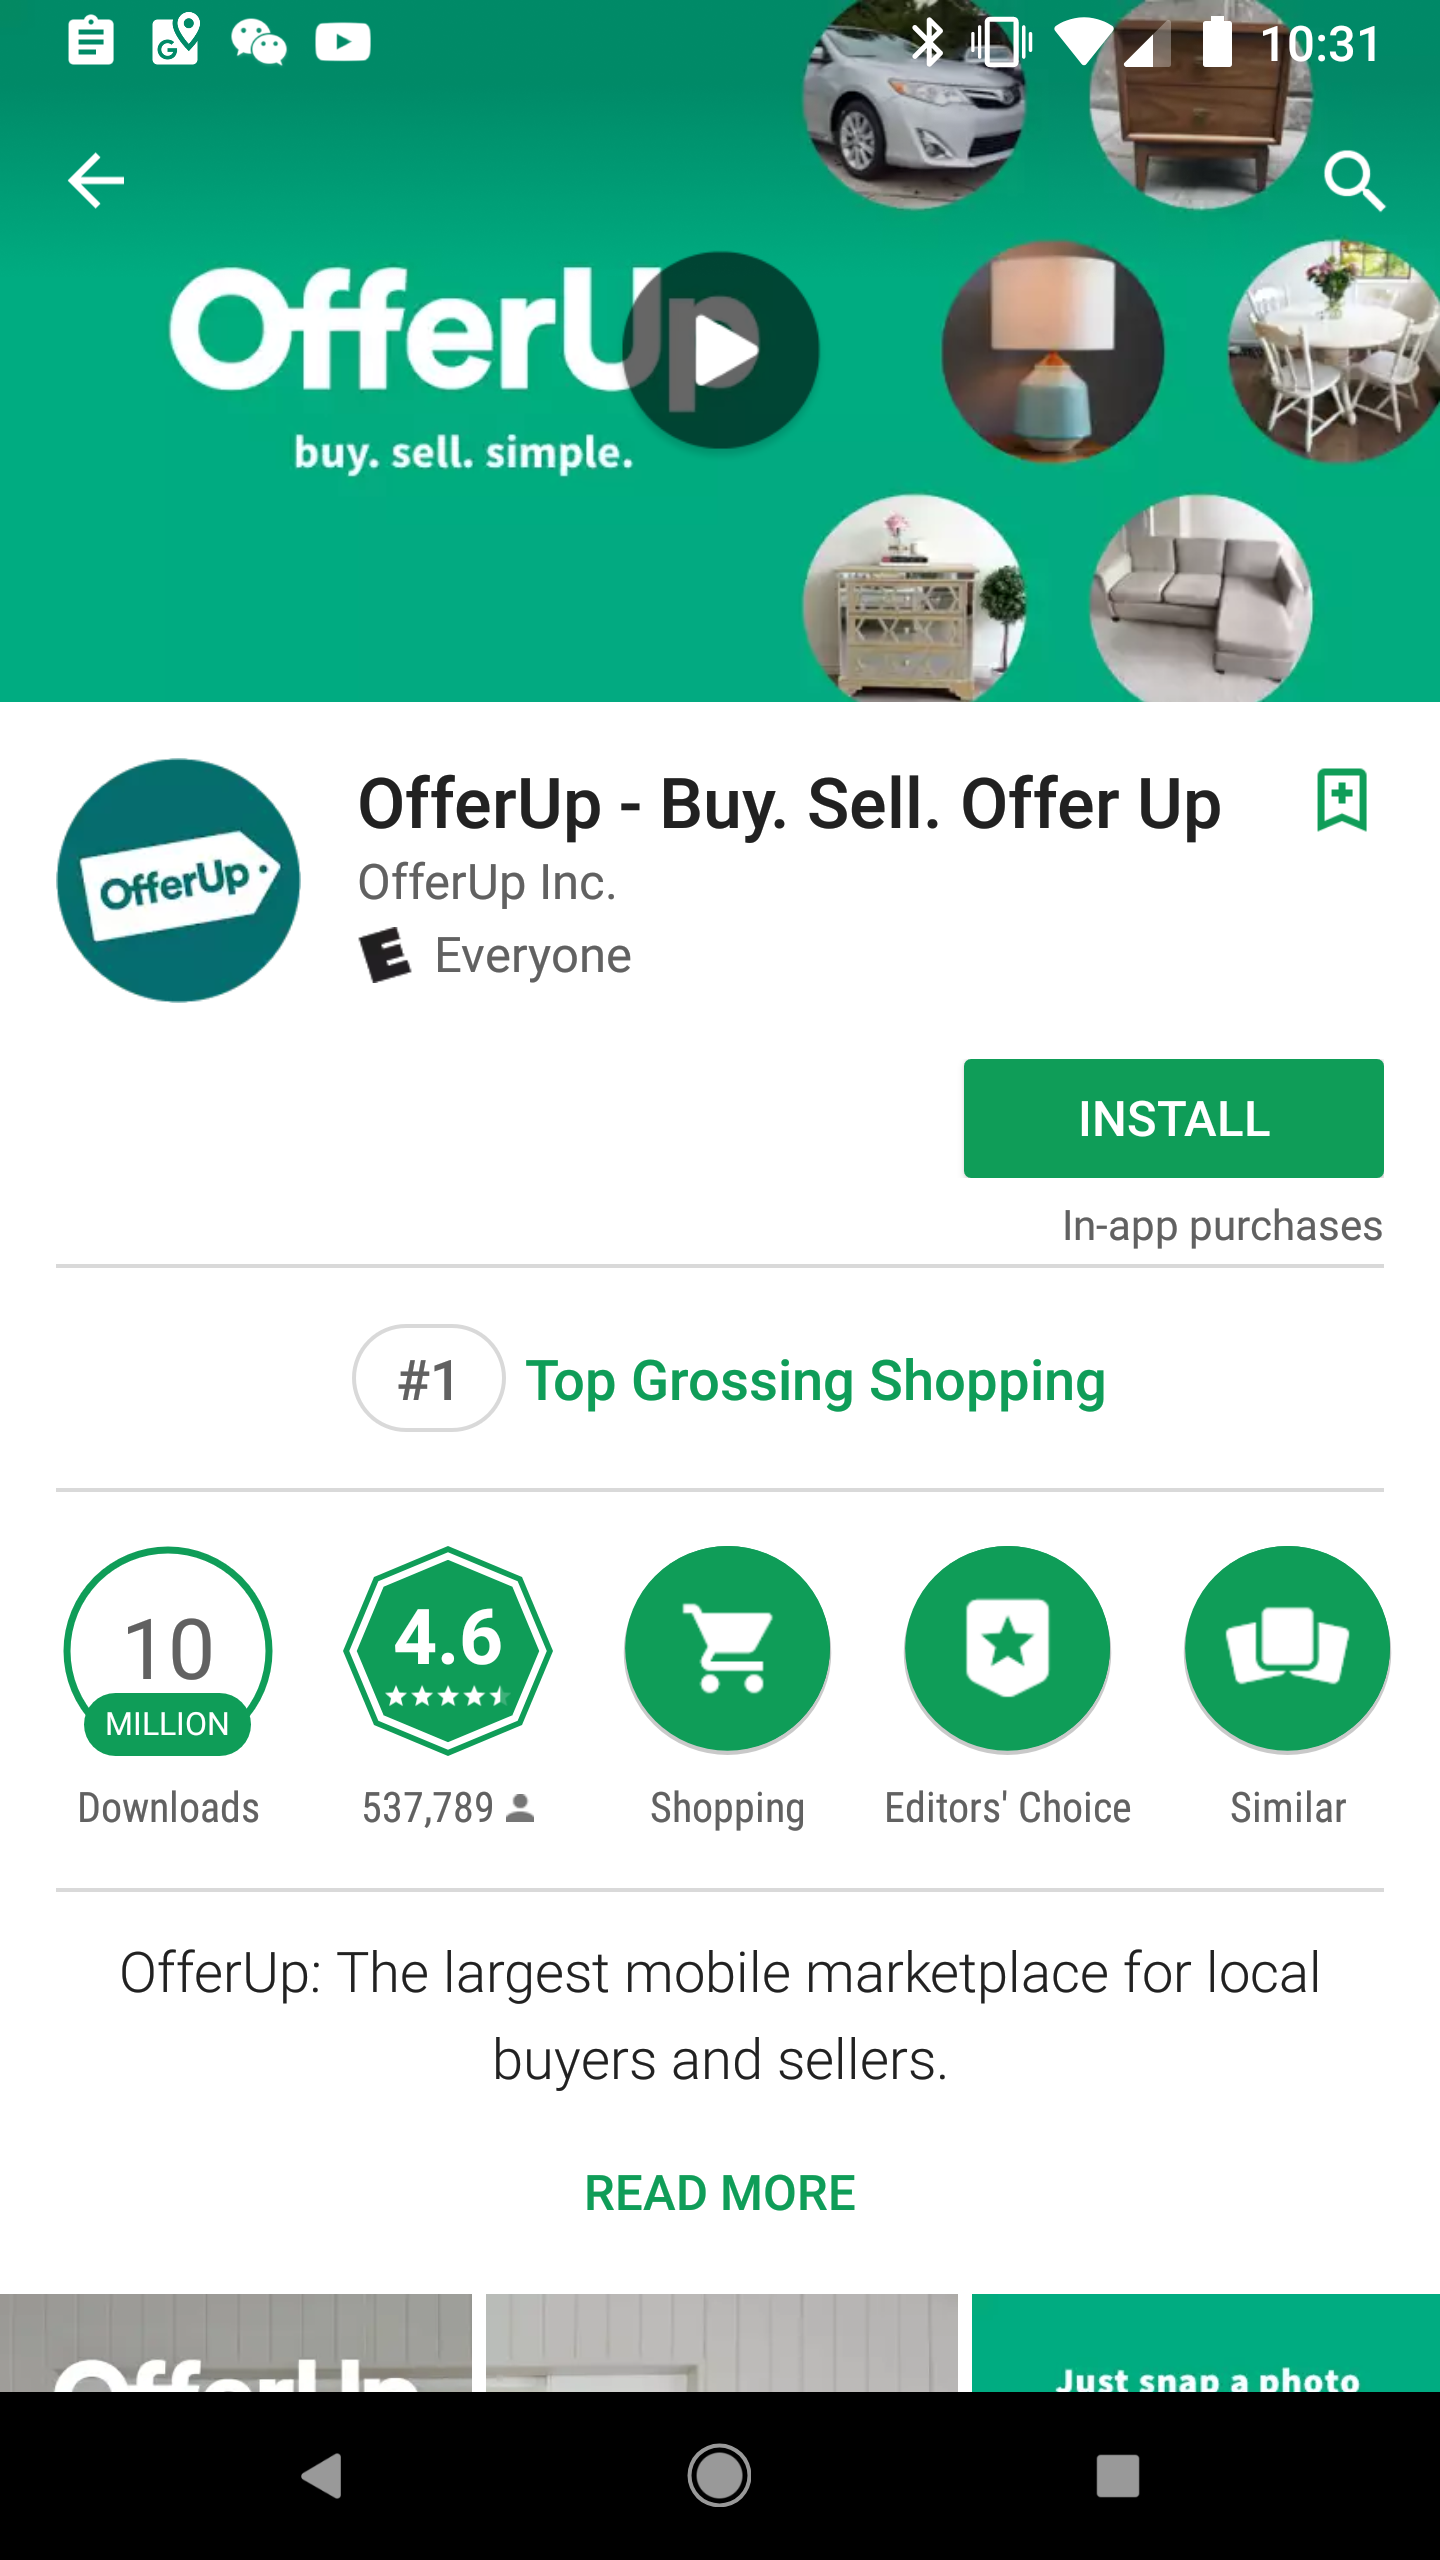 10:31
OfferUp
buy. sell. simple.
OfferUp - Buy. Sell. Offer Up
OfferUp Inc.
E Everyone
OfferUp
INSTALL
In-app purchases
#1 Top Grossing Shopping
10
MILLION
4.6
Downloads
537,789
Shopping
Editors' Choice
Similar
OfferUp: The largest mobile marketplace for local
buyers and sellers.
READ MORE
OfferUp
Just snap a photo